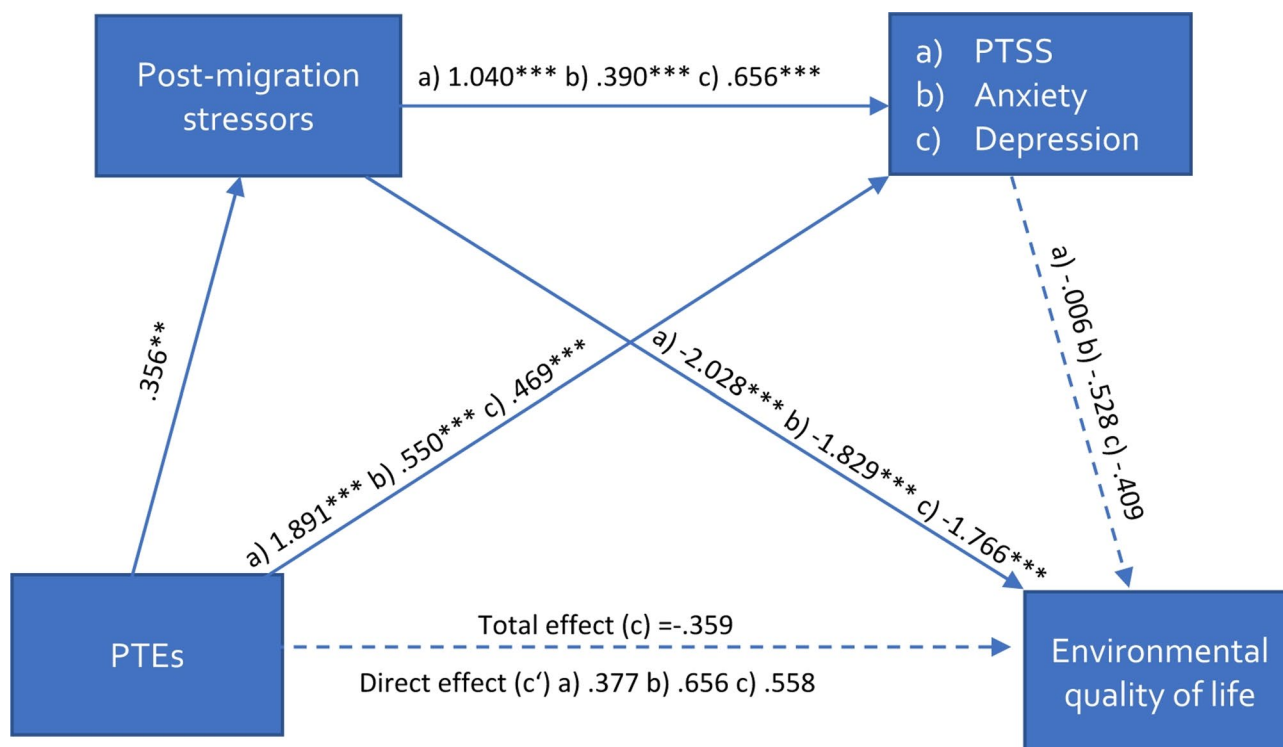 Post-migration
stressors
a) 1.040*** b) .390*** c) .656***
a) PTSS
b) Anxiety
c) Depression
.356**
a) 1.891*** b) .550*** c) .469***
a) -2.028*** b) -1.829*** c) -1.766***
a) -.006 b) -.528 c) -.409
PTEs
Total effect (c) =-.359
Direct effect (c‘) a) .377 b) .656 c) .558
Environmental
quality of life